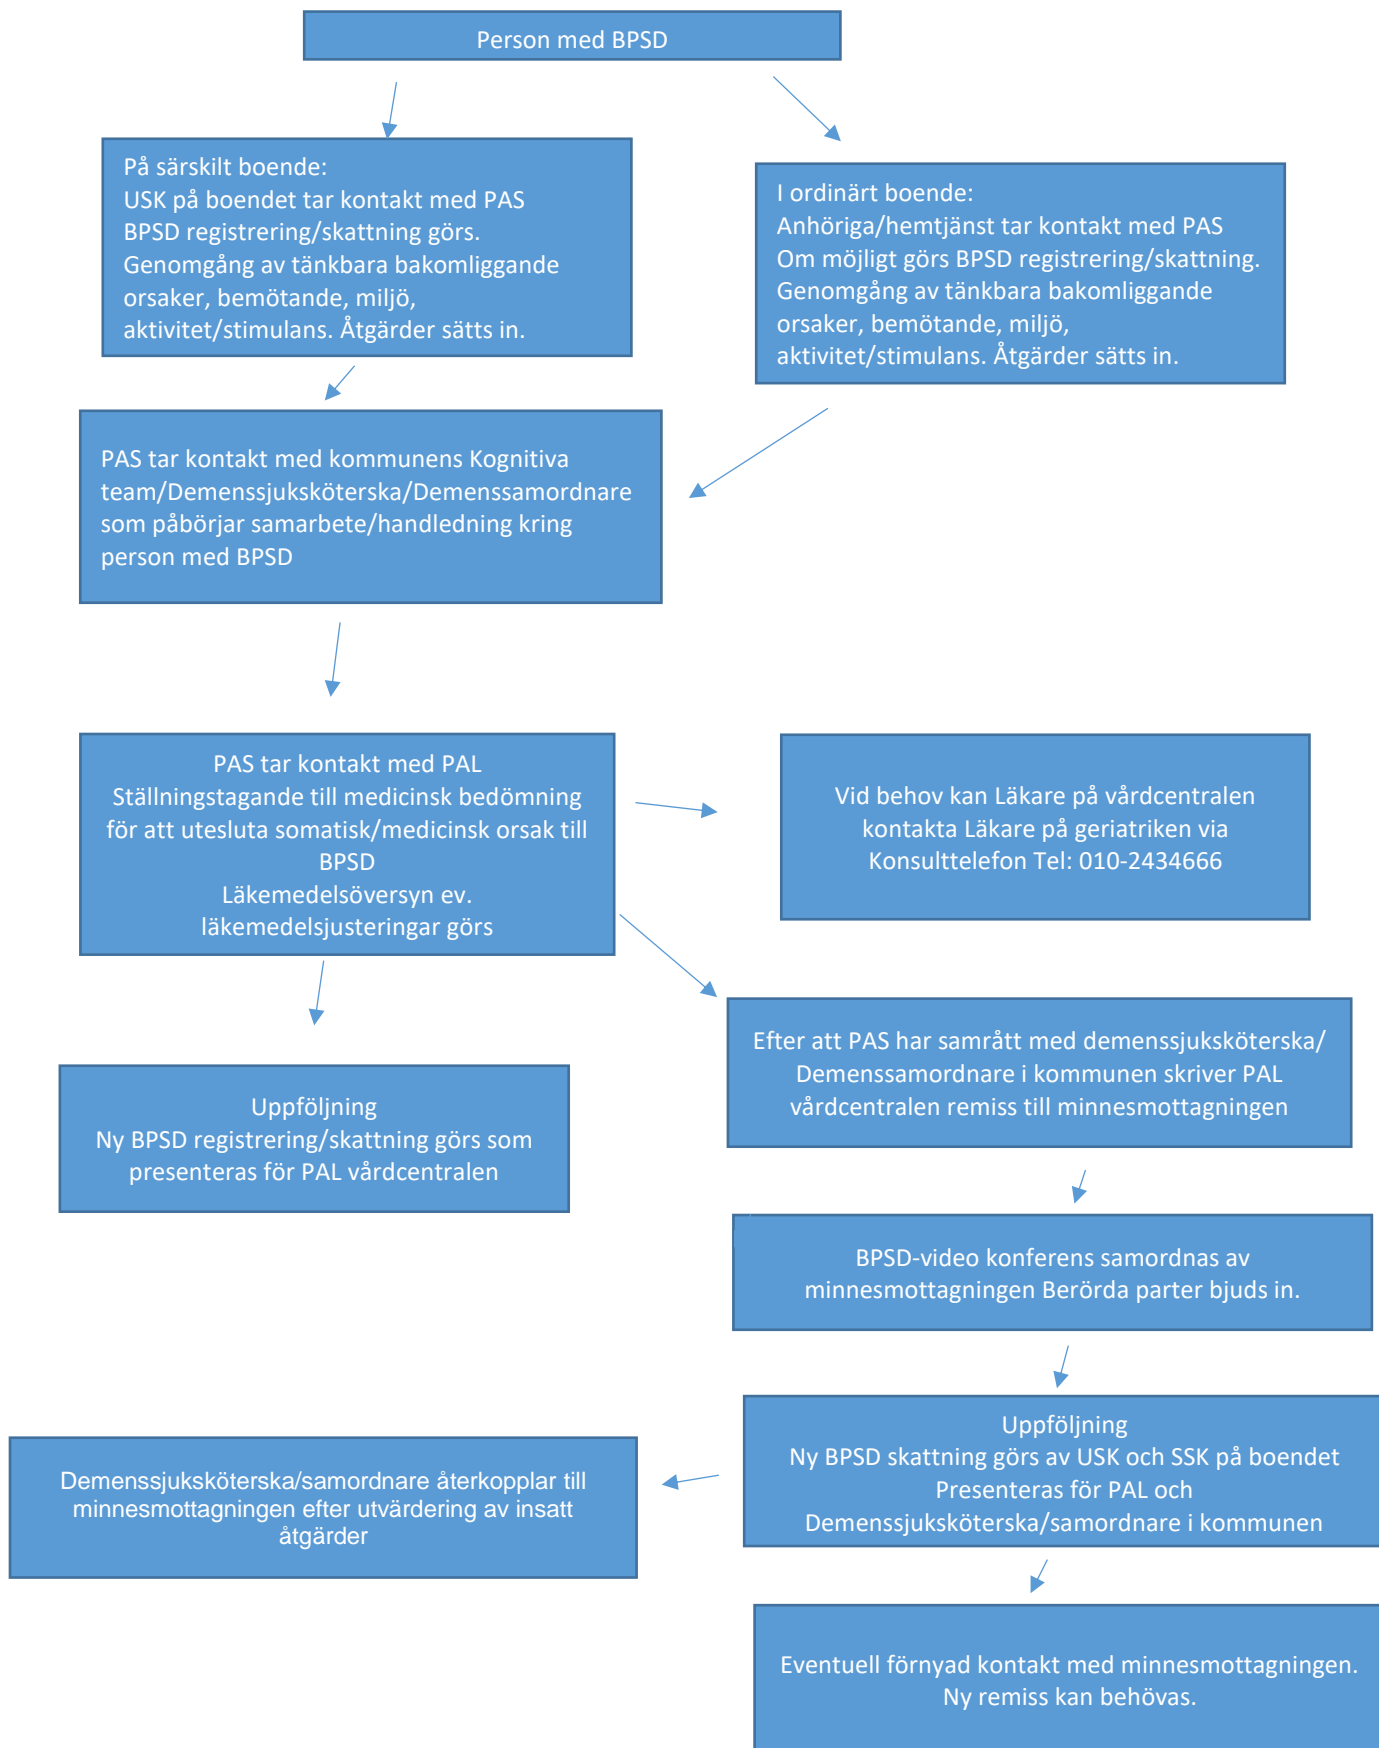 Person med BPSD
På särskilt boende:
USK på boendet tar kontakt med PAS
BPSD registrering/skattning görs.
Genomgång av tänkbara bakomliggande
orsaker, bemötande, miljö,
aktivitet/stimulans. Åtgärder sätts in.
I ordinärt boende:
Anhöriga/hemtjänst tar kontakt med PAS
Om möjligt görs BPSD registrering/skattning.
Genomgång av tänkbara bakomliggande
orsaker, bemötande, miljö,
aktivitet/stimulans. Åtgärder sätts in.
PAS tar kontakt med kommunens Kognitiva
team/Demenssjuksköterska/Demenssamordnare
som påbörjar samarbete/handledning kring
person med BPSD
PAS tar kontakt med PAL
Ställningstagande till medicinsk bedömning
för att utesluta somatisk/medicinsk orsak till
BPSD
Läkemedelsöversyn ev.
läkemedelsjusteringar görs
Vid behov kan Läkare på vårdcentralen
kontakta Läkare på geriatriken via
Konsulttelefon Tel: 010-2434666
Efter att PAS har samrått med demenssjuksköterska/
Demenssamordnare i kommunen skriver PAL
vårdcentralen remiss till minnesmottagningen
Uppföljning
Ny BPSD registrering/skattning görs som
presenteras för PAL vårdcentralen
BPSD-video konferens samordnas av
minnesmottagningen Berörda parter bjuds in.
Uppföljning
Ny BPSD skattning görs av USK och SSK på boendet
Presenteras för PAL och
Demenssjuksköterska/samordnare i kommunen
Demenssjuksköterska/samordnare återkopplar till
minnesmottagningen efter utvärdering av insatt
åtgärder
Eventuell förnyad kontakt med minnesmottagningen.
Ny remiss kan behövas.